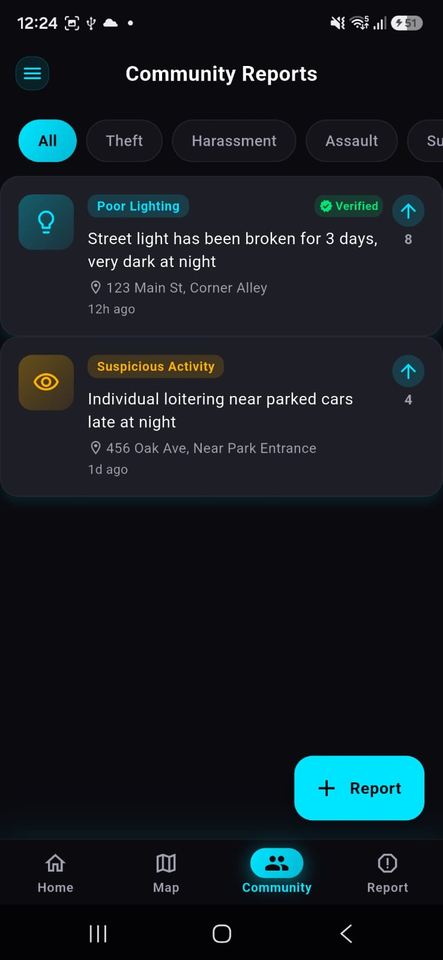 12:24
5
51
Community Reports
All
Theft
Harassment
Assault
Su
Poor Lighting
Verified
Street light has been broken for 3 days,
very dark at night
8
123 Main St, Corner Alley
12h ago
Suspicious Activity
Individual loitering near parked cars
late at night
4
456 Oak Ave, Near Park Entrance
1d ago
Report
Home
Map
Community
Report